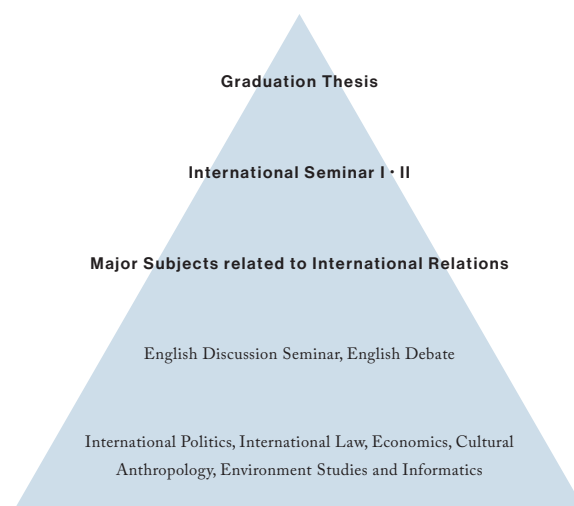 Graduation Thesis
International Seminar I・II
Major Subjects related to International Relations
English Discussion Seminar, English Debate
International Politics, International Law, Economics, Cultural
Anthropology, Environment Studies and Informatics